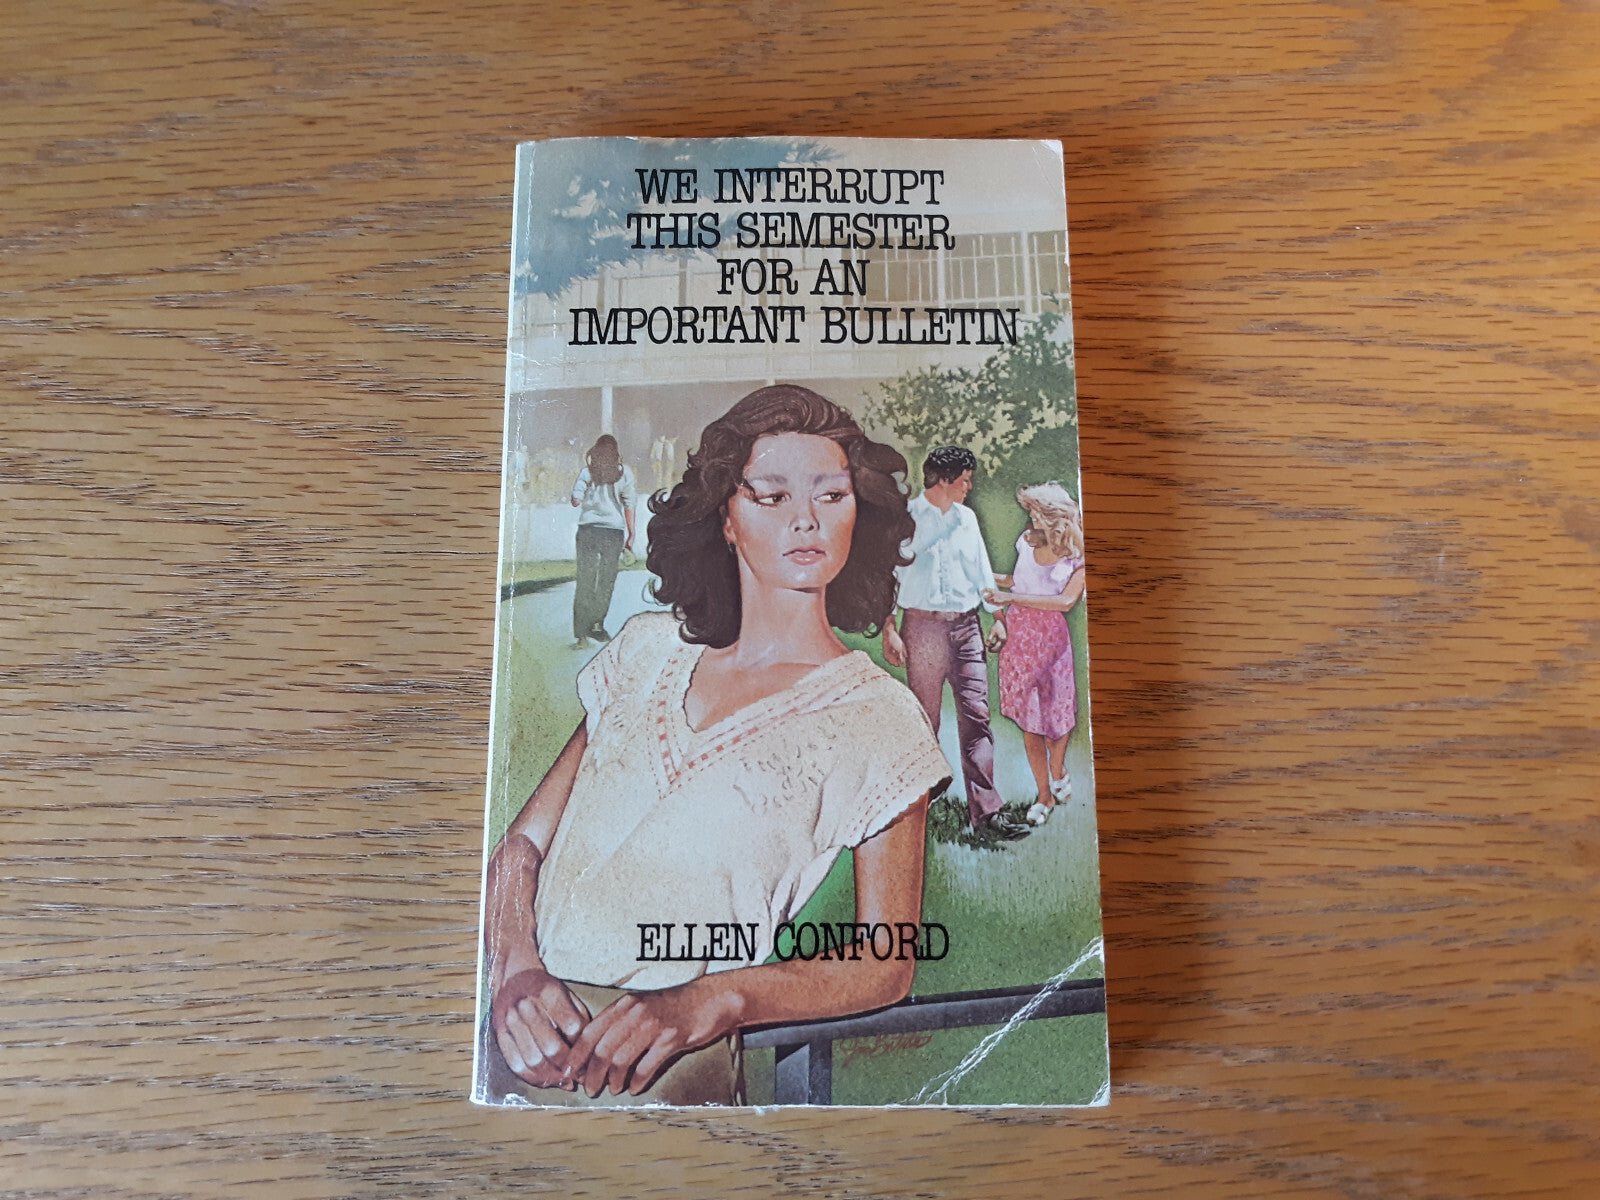 WE INTERRUPT
THIS SEMESTER
FOR AN
IMPORTANT BULLETIN
ELLEN CONFORD